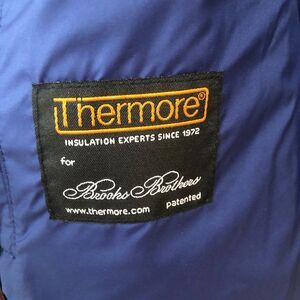 Thermore®
INSULATION EXPERTS SINCE 1972
for
Brooks Brothers
www.thermore.com patented